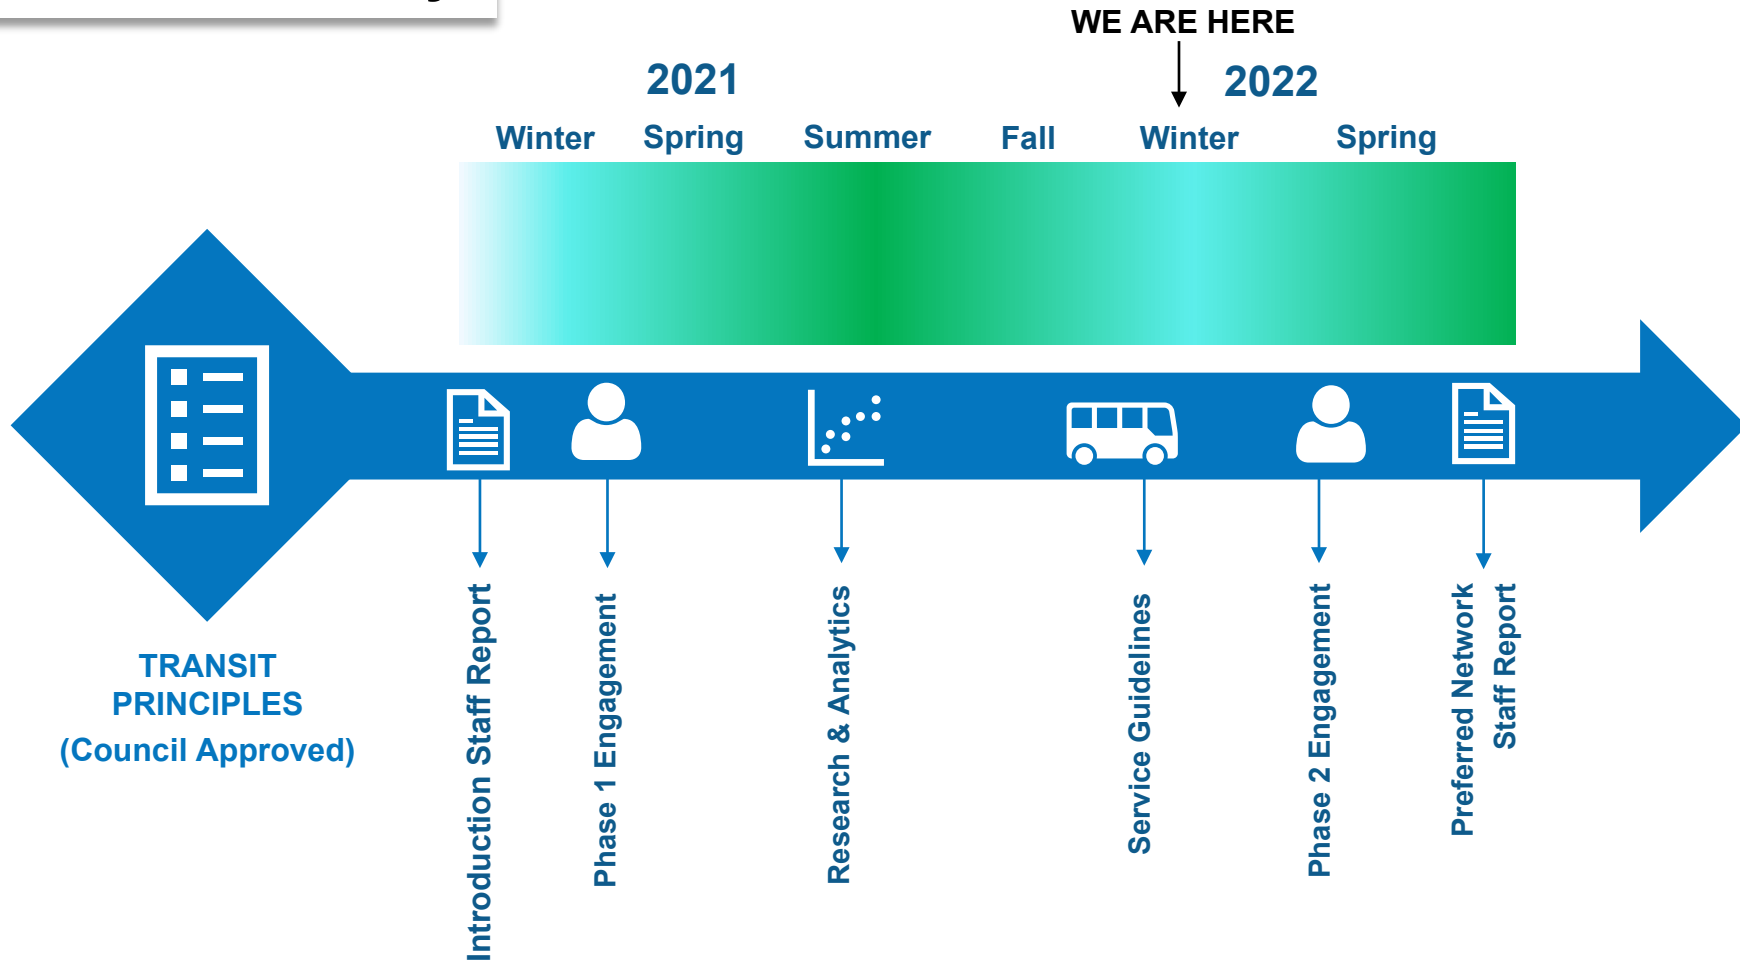 WE ARE HERE
2021
2022
Winter
Spring
Summer
Fall
Winter
Spring
TRANSIT
PRINCIPLES
(Council Approved)
Introduction Staff Report
Phase 1 Engagement
Research & Analytics
Service Guidelines
Phase 2 Engagement
Preferred Network
Staff Report